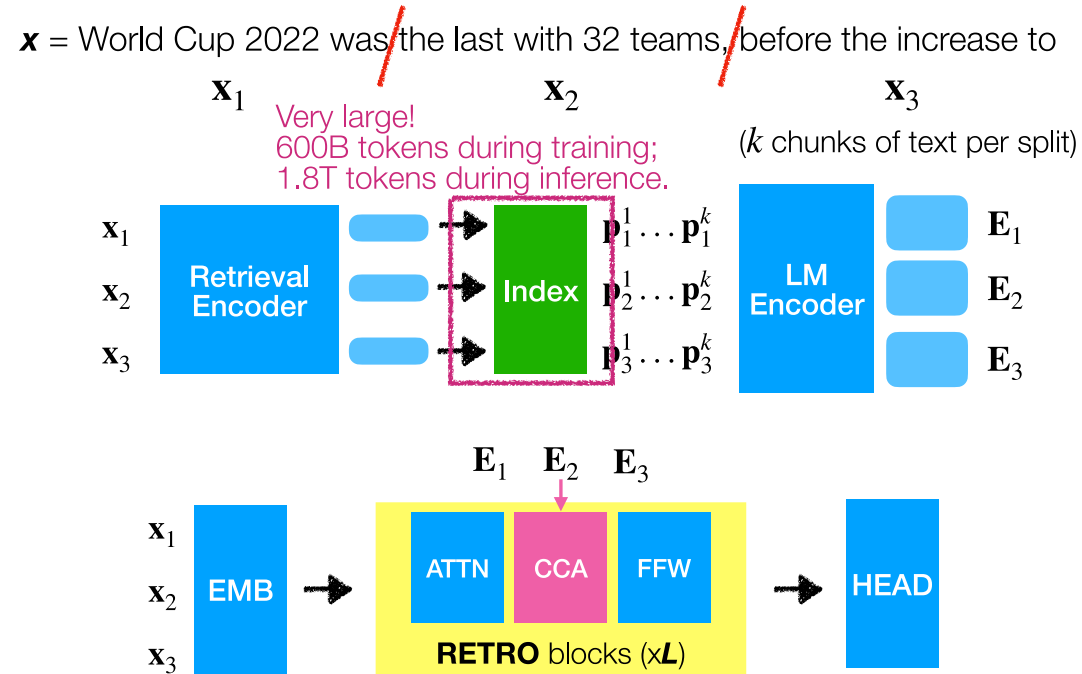 x = World Cup 2022 was/the last with 32 teams,/before the increase to
x₁ x₂ x₃
Very large!
600B tokens during training;
1.8T tokens during inference.
(k chunks of text per split)
x₁
x₂
x₃
Retrieval
Encoder
Index
p₁¹ … p₁ᵏ
p₂¹ … p₂ᵏ
p₃¹ … p₃ᵏ
LM
Encoder
E₁
E₂
E₃
E₁ E₂ E₃
x₁
x₂
x₃
EMB
ATTN CCA FFW
RETRO blocks (xL)
HEAD